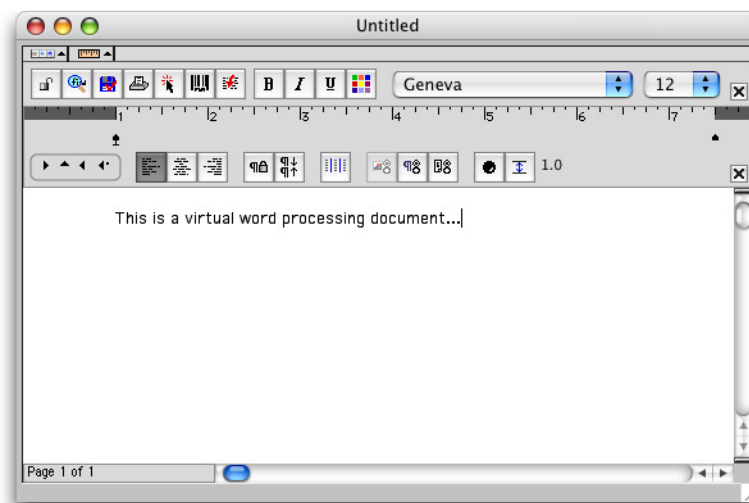 Untitled
B I U Geneva 12
1 2 3 4 5 6 7
1.0
This is a virtual word processing document...
Page 1 of 1